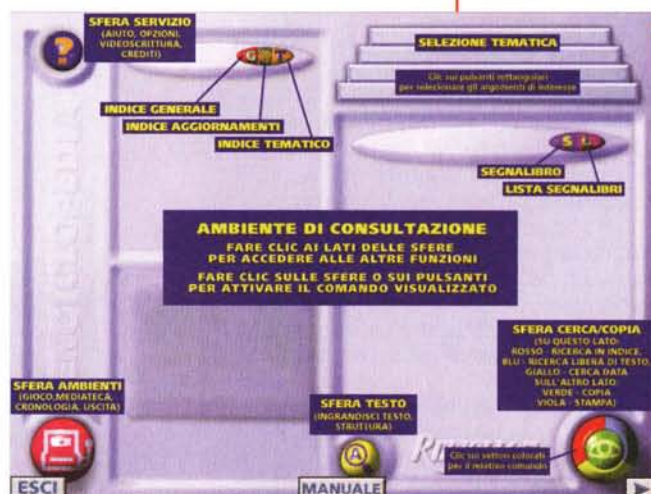 SFERA SERVIZIO
(AIUTO, OPZIONI,
VIDEOSCRITTURA,
CREDITI)
?
G
T
INDICE GENERALE
INDICE AGGIORNAMENTI
INDICE TEMATICO
SELEZIONE TEMATICA
Clic sui pulsanti rettangolari
per selezionare gli argomenti di interesse
S
SEGNALIBRO
LISTA SEGNALIBRI
AMBIENTE DI CONSULTAZIONE
FARE CLIC AI LATI DELLE SFERE
PER ACCEDERE ALLE ALTRE FUNZIONI
FARE CLIC SULLE SFERE O SUI PULSANTI
PER ATTIVARE IL COMANDO VISUALIZZATO
SFERA AMBIENTI
(GIOCO,MEDIATECA,
CRONOLOGIA, USCITA)
SFERA TESTO
(INGRANDISCI TESTO,
STRUTTURA)
A
SFERA CERCA/COPIA
(SU QUESTO LATO:
ROSSO - RICERCA IN INDICE,
BLU - RICERCA LIBERA DI TESTO,
GIALLO - CERCA DATA
SULL'ALTRO LATO:
VERDE - COPIA
VIOLA - STAMPA)
Clic sui settori colorati
per il relativo comando
ESCI
MANUALE